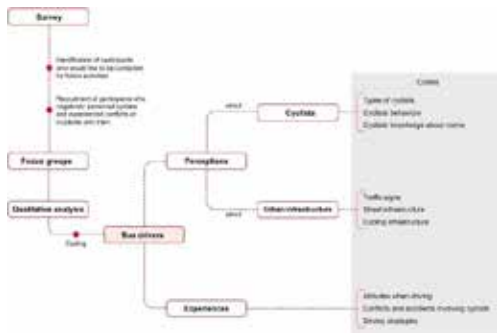 Survey
Identification of participants
who would like to be contacted
for future activities
Recruitment of participants who
negatively perceived cyclists
and experienced conflicts or
incidents with them
Focus groups
Qualitative analysis
Coding
Bus drivers
Perceptions
about
Cyclists
about
Urban infrastructure
Experiences
Codes
Types of cyclists
Cyclists' behaviors
Cyclists' knowledge about norms
Traffic signs
Street infrastructure
Cycling infrastructure
Attitudes when driving
Conflicts and accidents involving cyclists
Driving strategies